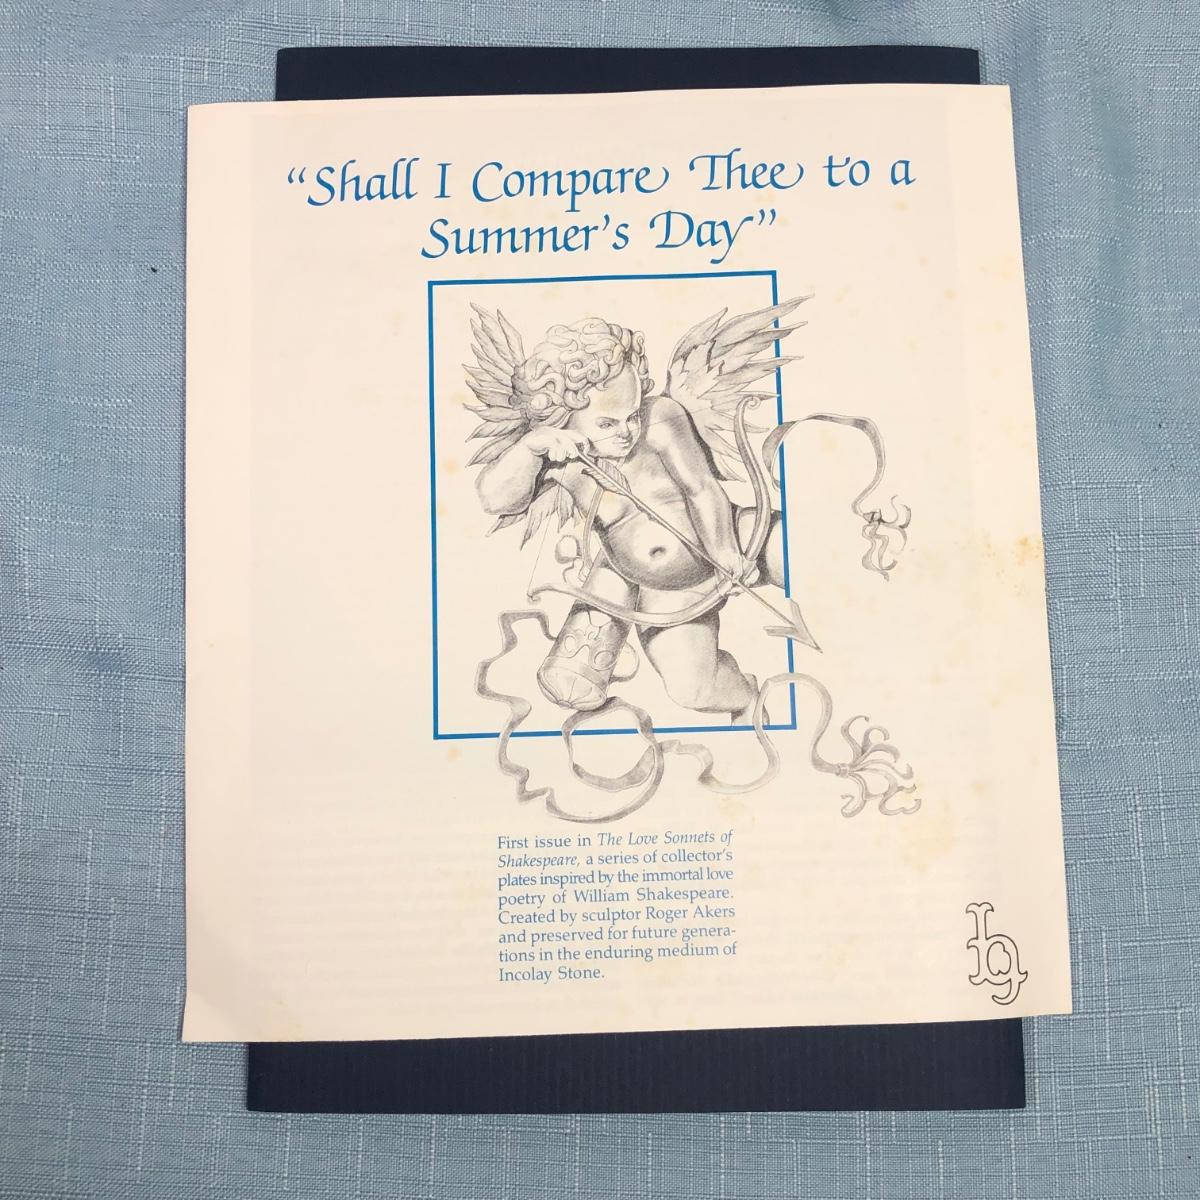 “Shall I Compare Thee to a
Summer’s Day”
First issue in The Love Sonnets of
Shakespeare, a series of collector’s
plates inspired by the immortal love
poetry of William Shakespeare.
Created by sculptor Roger Akers
and preserved for future genera-
tions in the enduring medium of
Incolay Stone.